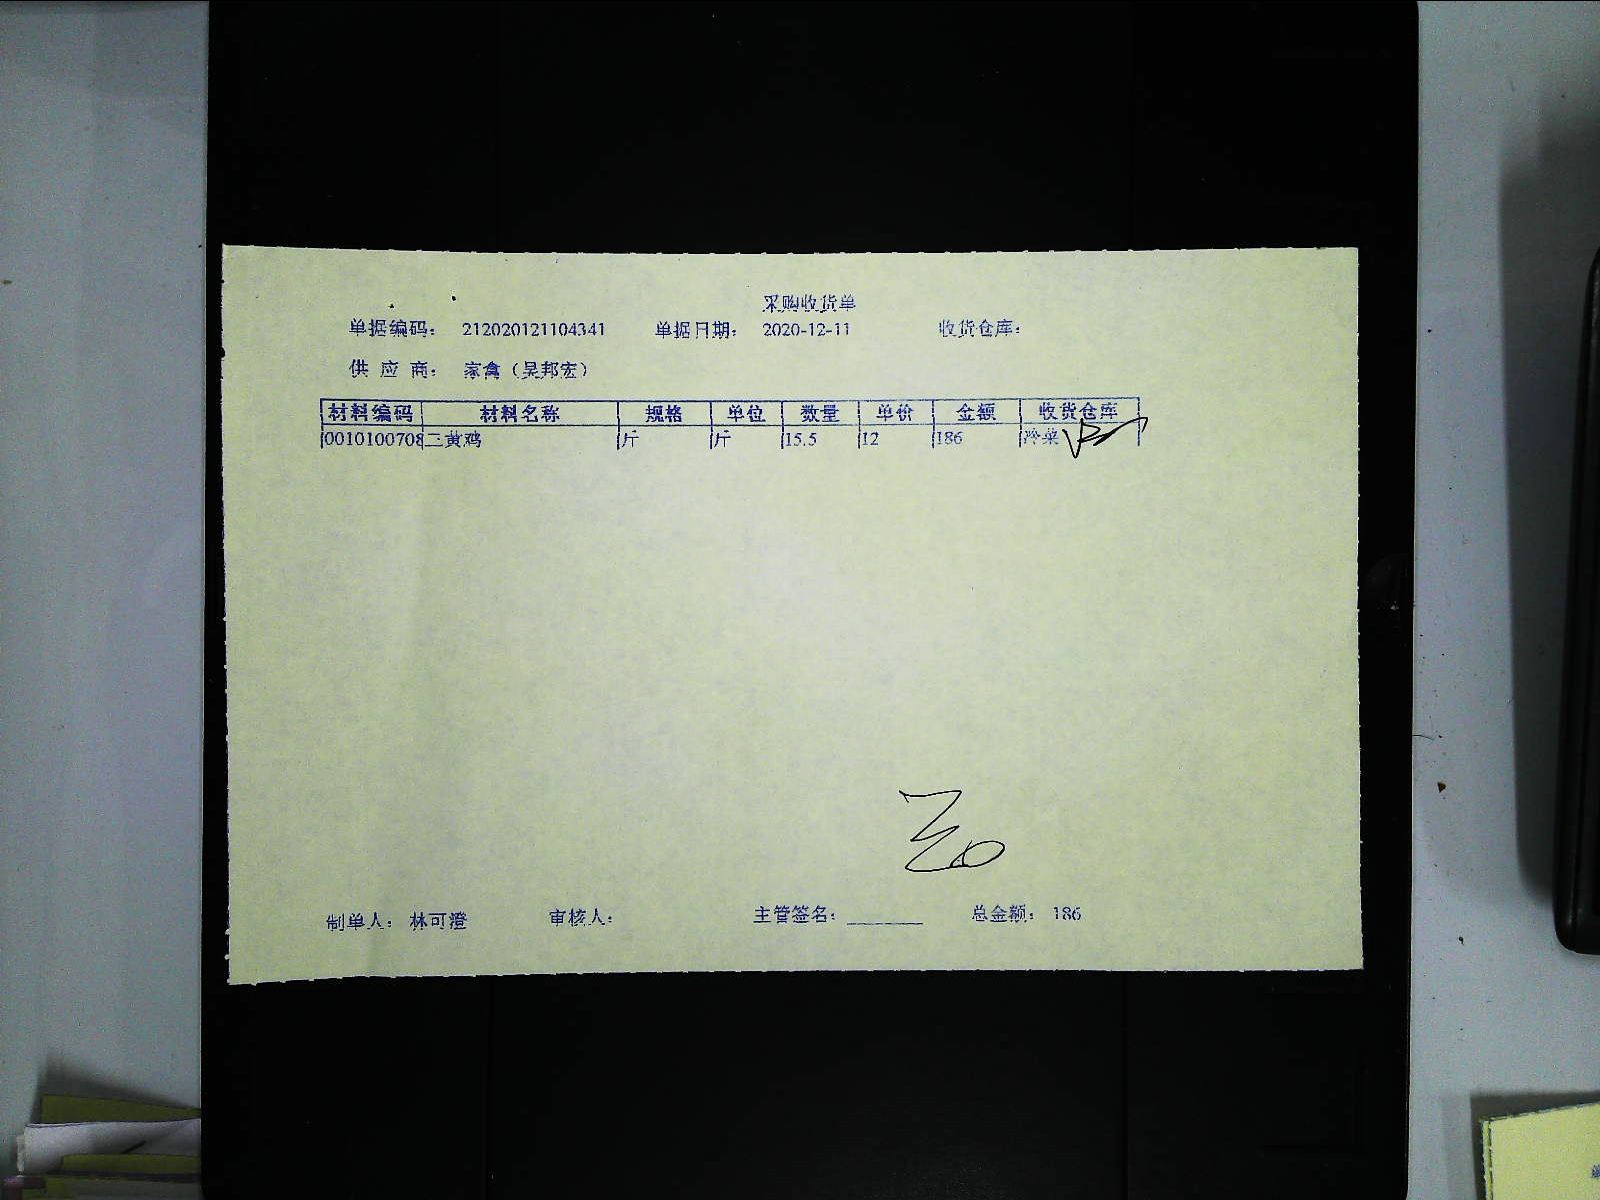 采购收货单
单据编码： 212020121104341 单据日期： 2020-12-11 收货仓库：
供 应 商： 家禽（吴邦宏）
材料编码 材料名称 规格 单位 数量 单价 金额 收货仓库
0010100708 三黄鸡 斤 斤 15.5 12 186 冷菜
制单人： 林可澄 审核人： 主管签名： 总金额： 186